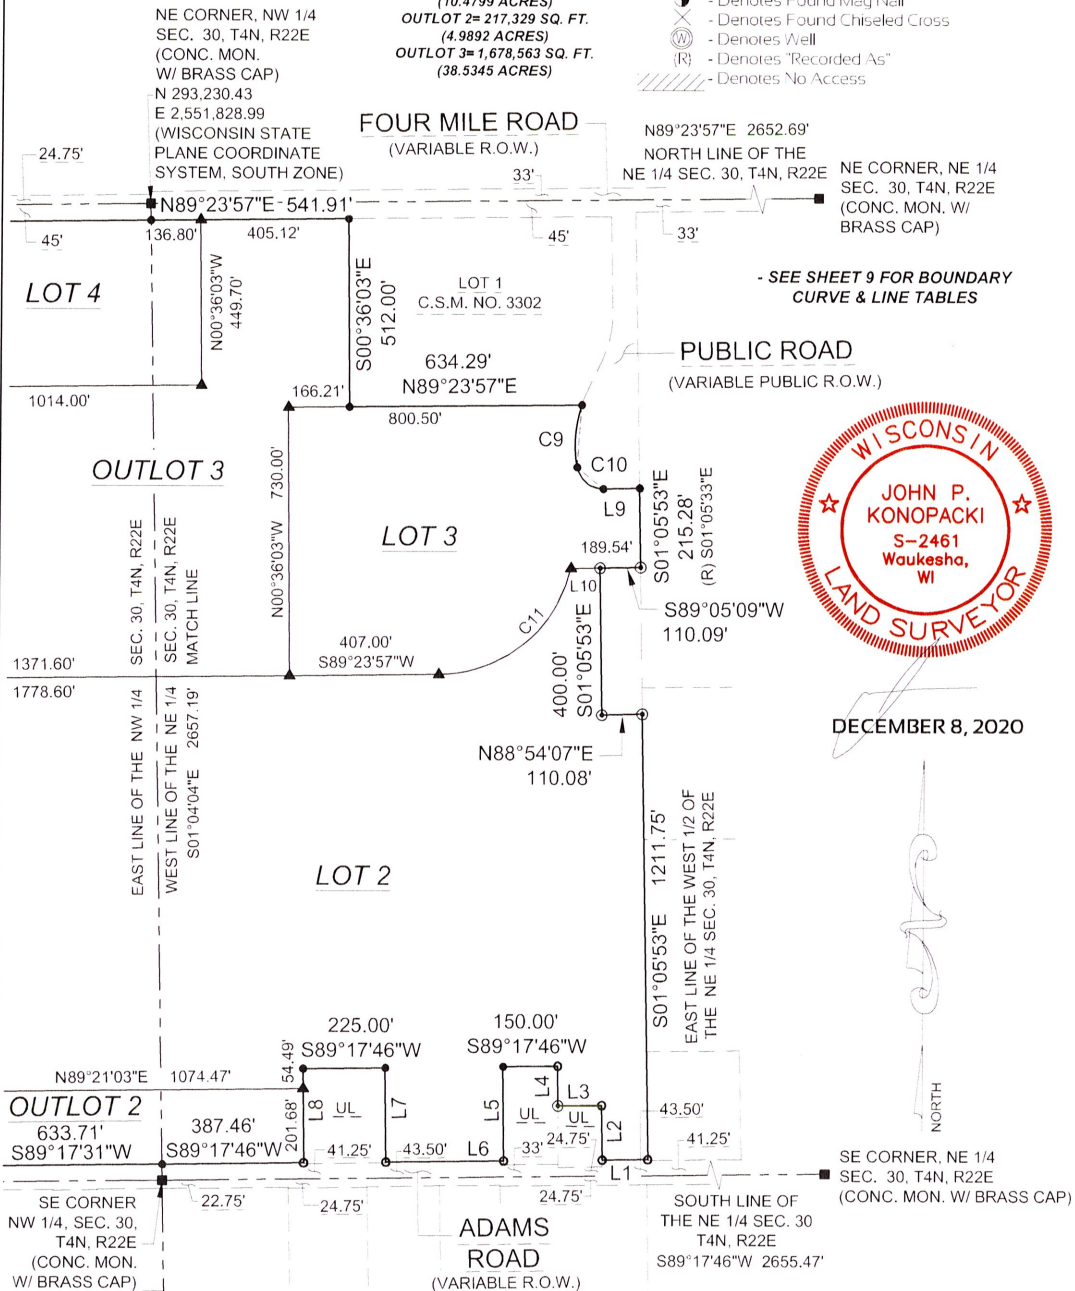 (10.4799 ACRES)
OUTLOT 2= 217,329 SQ. FT.
(4.9892 ACRES)
OUTLOT 3= 1,678,563 SQ. FT.
(38.5345 ACRES)
- Denotes Found Mag Nail
- Denotes Found Chiseled Cross
(W) - Denotes Well
(R) - Denotes "Recorded As"
- Denotes No Access
NE CORNER, NW 1/4
SEC. 30, T4N, R22E
(CONC. MON.
W/ BRASS CAP)
N 293,230.43
E 2,551,828.99
(WISCONSIN STATE
PLANE COORDINATE
SYSTEM, SOUTH ZONE)
FOUR MILE ROAD
(VARIABLE R.O.W.)
N89°23'57"E 2652.69'
NORTH LINE OF THE
NE 1/4 SEC. 30, T4N, R22E
NE CORNER, NE 1/4
SEC. 30, T4N, R22E
(CONC. MON. W/
BRASS CAP)
24.75'
33'
N89°23'57"E 541.91'
45'
136.80'
405.12'
45'
33'
LOT 4
N00°36'03"W
449.70'
S00°36'03"E
512.00'
LOT 1
C.S.M. NO. 3302
- SEE SHEET 9 FOR BOUNDARY
CURVE & LINE TABLES
PUBLIC ROAD
(VARIABLE PUBLIC R.O.W.)
634.29'
N89°23'57"E
1014.00'
166.21'
800.50'
C9
C10
L9
OUTLOT 3
N00°36'03"W 730.00'
LOT 3
S01°05'53"E
215.28'
(R) S01°05'33"E
189.54'
L10
C11
S89°05'09"W
110.09'
400.00'
S01°05'53"E
407.00'
S89°23'57"W
1371.60'
1778.60'
N88°54'07"E
110.08'
EAST LINE OF THE NW 1/4 SEC. 30, T4N, R22E
WEST LINE OF THE NE 1/4 SEC. 30, T4N, R22E
S01°04'04"E 2657.19' MATCH LINE
WISCONSIN
JOHN P.
KONOPACKI
S-2461
Waukesha,
WI
LAND SURVEYOR
DECEMBER 8, 2020
LOT 2
S01°05'53"E 1211.75'
EAST LINE OF THE WEST 1/2 OF
THE NE 1/4 SEC. 30, T4N, R22E
NORTH
225.00'
S89°17'46"W
150.00'
S89°17'46"W
N89°21'03"E 1074.47'
54.49'
201.68'
L8
UL
L7
L5
UL
L4
L3
UL
L2
OUTLOT 2
633.71'
S89°17'31"W
387.46'
S89°17'46"W
41.25'
43.50'
L6
33'
24.75'
L1
43.50'
41.25'
SE CORNER
NW 1/4, SEC. 30,
T4N, R22E
(CONC. MON.
W/ BRASS CAP)
22.75'
24.75'
24.75'
ADAMS
ROAD
(VARIABLE R.O.W.)
SOUTH LINE OF
THE NE 1/4 SEC. 30
T4N, R22E
S89°17'46"W 2655.47'
SE CORNER, NE 1/4
SEC. 30, T4N, R22E
(CONC. MON. W/ BRASS CAP)